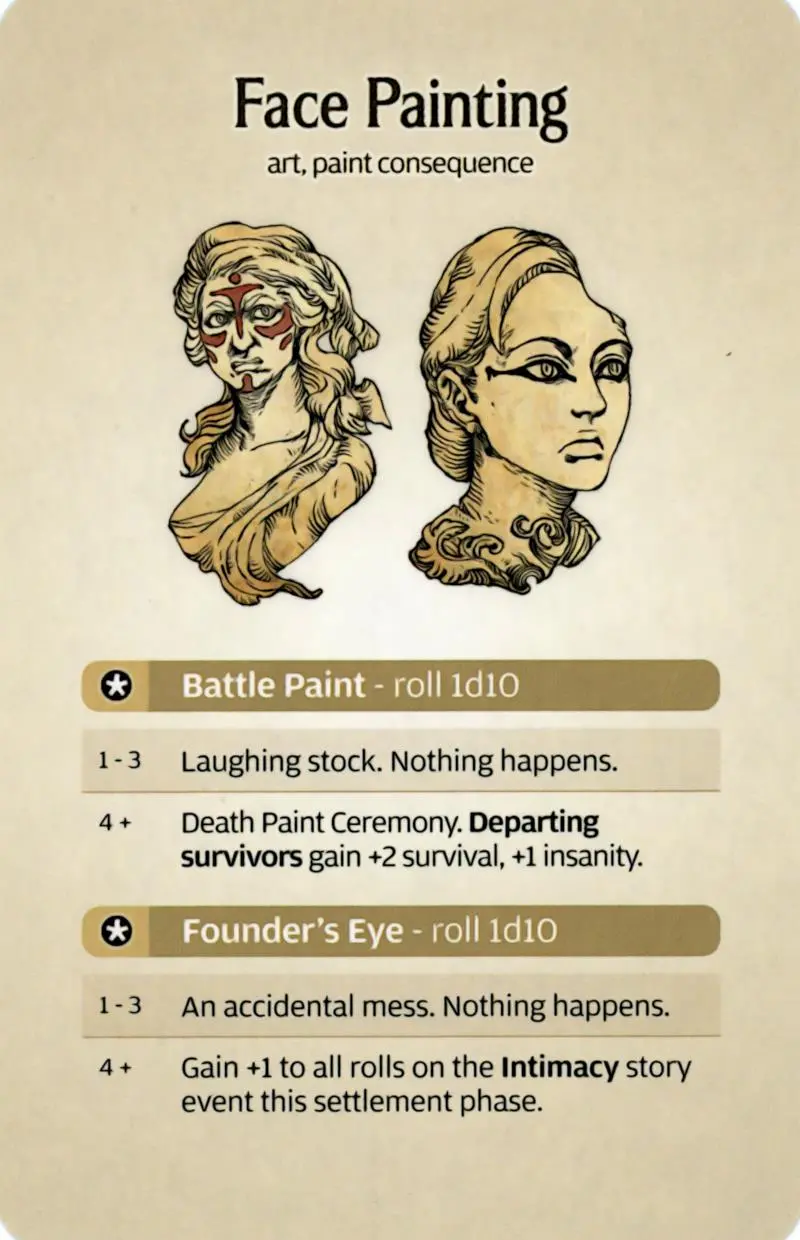 Face Painting
art, paint consequence
Battle Paint - roll 1d10
1 - 3 Laughing stock. Nothing happens.
4 + Death Paint Ceremony. Departing
survivors gain +2 survival, +1 insanity.
Founder's Eye - roll 1d10
1 - 3 An accidental mess. Nothing happens.
4 + Gain +1 to all rolls on the Intimacy story
event this settlement phase.